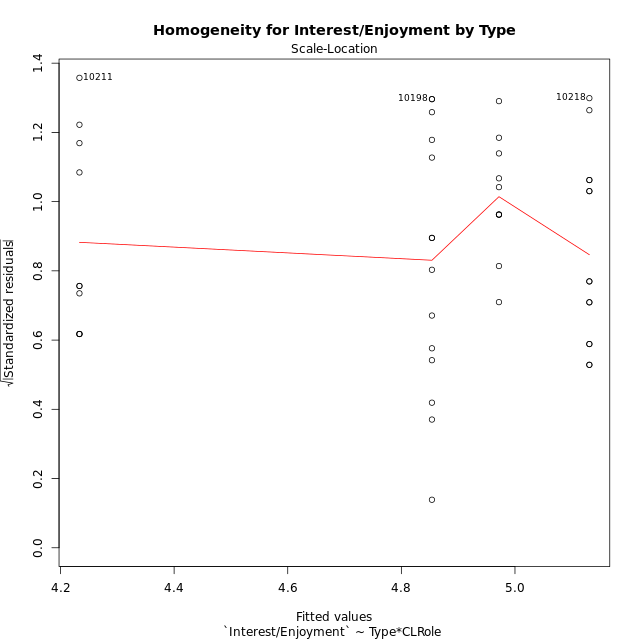 Homogeneity for Interest/Enjoyment by Type
Scale-Location
1.4
1.2
1.0
0.8
0.6
0.4
0.2
0.0
√|Standardized residuals|
10211
10198
10218
4.2 4.4 4.6 4.8 5.0
Fitted values
`Interest/Enjoyment` ~ Type*CLRole